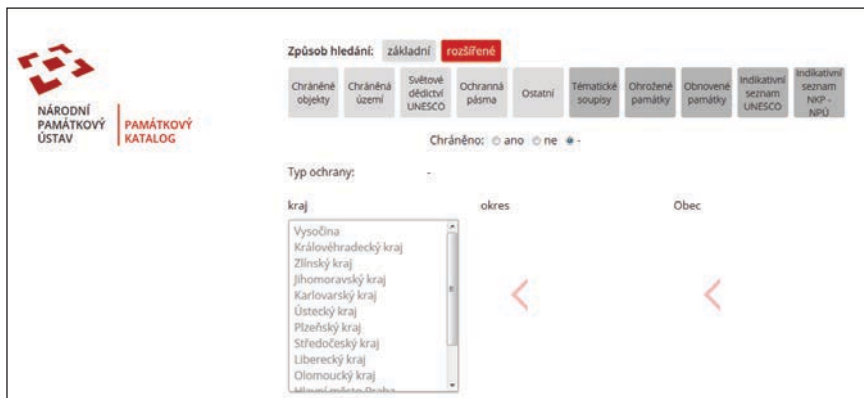 Způsob hledání: základní rozšířené
Chráněné objekty
Chráněná území
Světové dědictví UNESCO
Ochranná pásma
Ostatní
Tématické soupisy
Ohrožené památky
Obnovené památky
Indikativní seznam UNESCO
Indikativní seznam NKP - NPÚ
NÁRODNÍ
PAMÁTKOVÝ
ÚSTAV
PAMÁTKOVÝ
KATALOG
Chráněno: ano ne -
Typ ochrany: -
kraj okres Obec
Vysočina
Královéhradecký kraj
Zlínský kraj
Jihomoravský kraj
Karlovarský kraj
Ústecký kraj
Plzeňský kraj
Středočeský kraj
Liberecký kraj
Olomoucký kraj
Hlavní město Praha